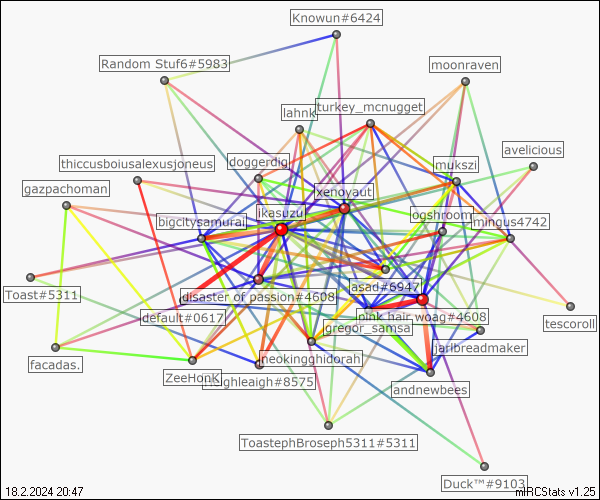 Knowun#6424
Random Stuf6#5983
moonraven
turkey_mcnugget
lahnk
avelicious
thiccusboiusalexusjoneus
doggerdig
mukszi
gazpachoman
xenoyaut
ikasuzu
logshroom
mingus4742
bigcitysamurai
asad#6947
Toast#5311
disaster of passion#4608
default#0617
pink hair woag#4608
tescoroll
gregor_samsa
jarlbreadmaker
neokingghidorah
facadas.
ZeeHonK
ighleigh#8575
andnewbees
ToastephBroseph5311#5311
Duck™#9103
18.2.2024 20:47
mIRCStats v1.25